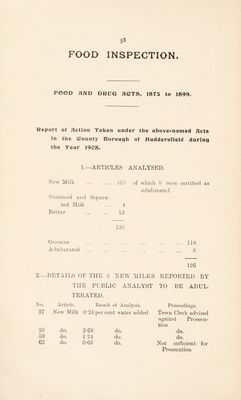 58
FOOD INSPECTION.
FOOD AND DRUG ACTS, 1875 to 1899.
Report of Action Taken under the above-named Acts
in the County Borough of Huddersfield during
the Year 1908.
1.—ARTICLES ANALYSED.
New Milk ... ... 109 of which 8 were certified as
adulterated.
Skimmed and Separa-
ted Milk ... 4
Butter ... ... 13
126
Genuine ... ... ... ... ... ... 118
Adulterated ... ... ... ... ... ... 8
126
2.—DETAILS OF THE 8 NEW MILKS REPORTED BY
THE PUBLIC ANALYST TO BE ADUL-
TERATED.
No. Article. Result of Analysis. Proceedings.
27 New Milk 0·24 per cent water added Town Clerk advised
against Prosecu-
tion
28 do. 3·68 do. do.
59 do. 1·24 do. do.
62 do. 0·65 do. Not sufficient for
Prosecution